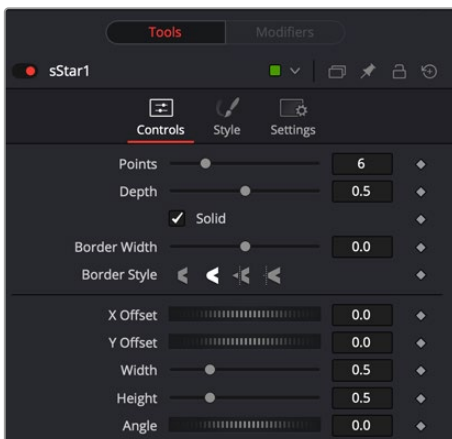 Tools Modifiers
sStar1
Controls Style Settings
Points 6
Depth 0.5
Solid
Border Width 0.0
Border Style
X Offset 0.0
Y Offset 0.0
Width 0.5
Height 0.5
Angle 0.0